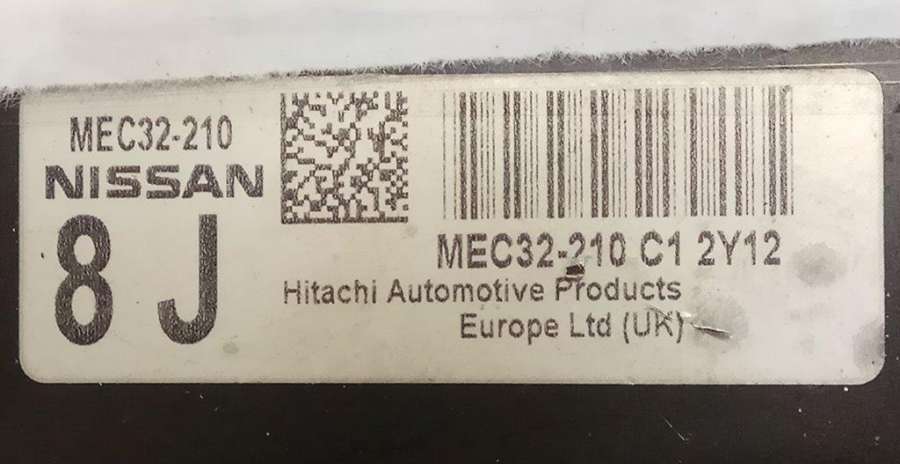 MEC32-210
NISSAN
8 J
MEC32-210 C1 2Y12
Hitachi Automotive Products
Europe Ltd (UK)